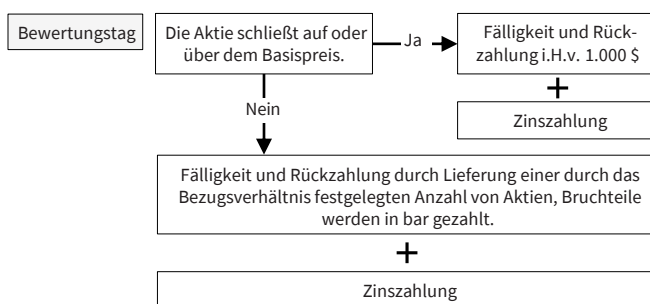 Bewertungstag
Die Aktie schließt auf oder
über dem Basispreis.
Ja
Fälligkeit und Rück-
zahlung i.H.v. 1.000 $
+
Zinszahlung
Nein
Fälligkeit und Rückzahlung durch Lieferung einer durch das
Bezugsverhältnis festgelegten Anzahl von Aktien, Bruchteile
werden in bar gezahlt.
+
Zinszahlung